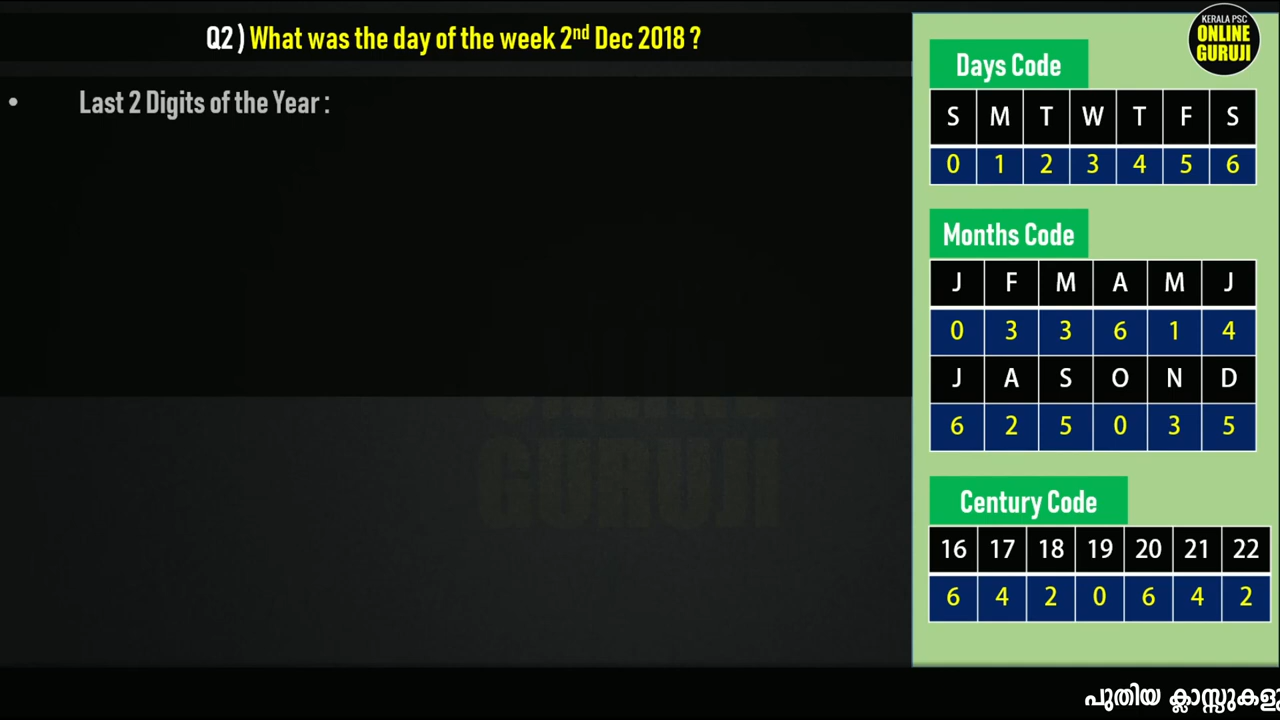 Q2 ) What was the day of the week 2nd Dec 2018 ?
• Last 2 Digits of the Year :
KERALA PSC
ONLINE
GURUJI
Days Code
S M T W T F S
0 1 2 3 4 5 6
Months Code
J F M A M J
0 3 3 6 1 4
J A S O N D
6 2 5 0 3 5
Century Code
16 17 18 19 20 21 22
6 4 2 0 6 4 2
GURUJI
പുതിയ ക്ലാസ്സുകളു